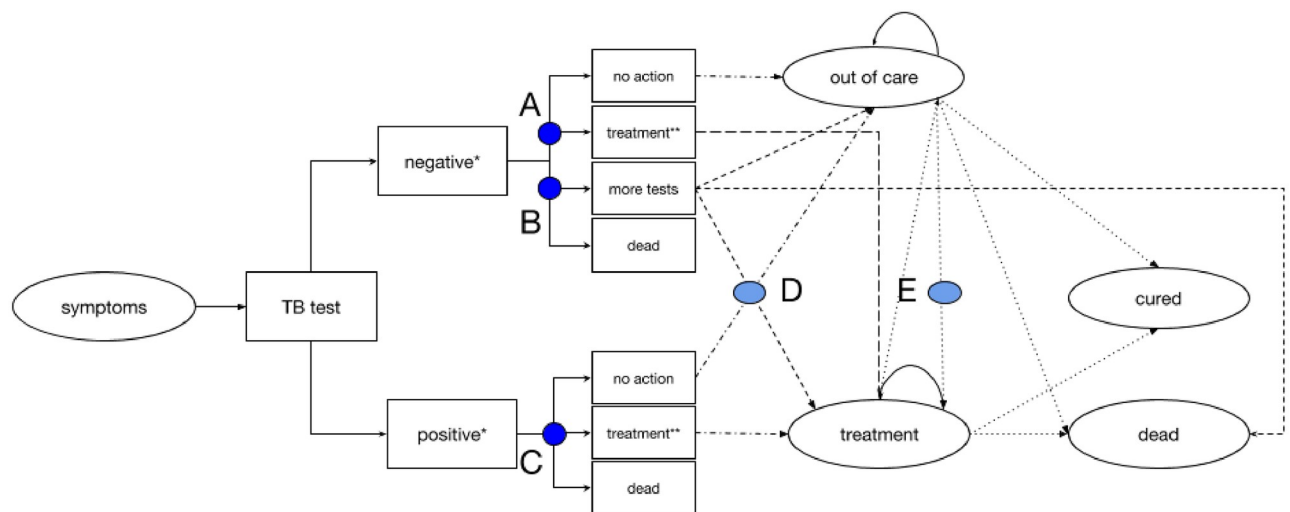 no action
out of care
A
treatment**
negative*
more tests
B
dead
symptoms
TB test
D
E
cured
no action
positive*
treatment**
treatment
dead
C
dead